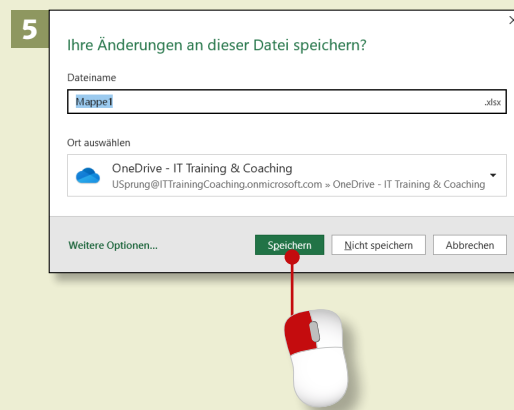 5
Ihre Änderungen an dieser Datei speichern?
Dateiname
Mappe1
.xlsx
Ort auswählen
OneDrive - IT Training & Coaching
USprung@ITTrainingCoaching.onmicrosoft.com » OneDrive - IT Training & Coaching
Weitere Optionen...
Speichern
Nicht speichern
Abbrechen